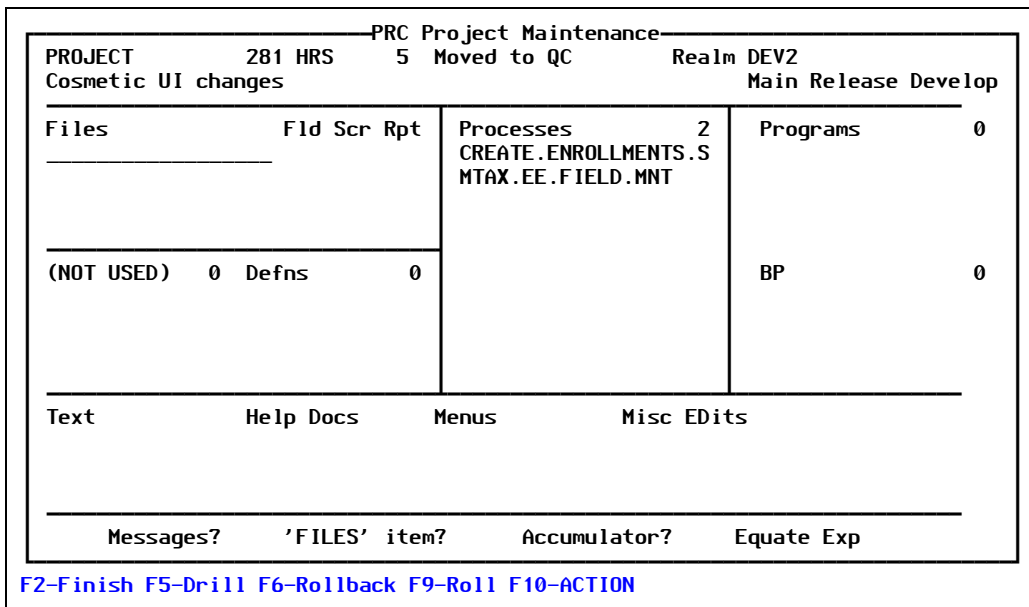 PRC Project Maintenance
PROJECT 281 HRS 5 Moved to QC Realm DEV2
Cosmetic UI changes Main Release Develop
Files Fld Scr Rpt Processes 2 Programs 0
CREATE.ENROLLMENTS.S
MTAX.EE.FIELD.MNT
(NOT USED) 0 Defns 0 BP 0
Text Help Docs Menus Misc EDits
Messages? 'FILES' item? Accumulator? Equate Exp
F2-Finish F5-Drill F6-Rollback F9-Roll F10-ACTION